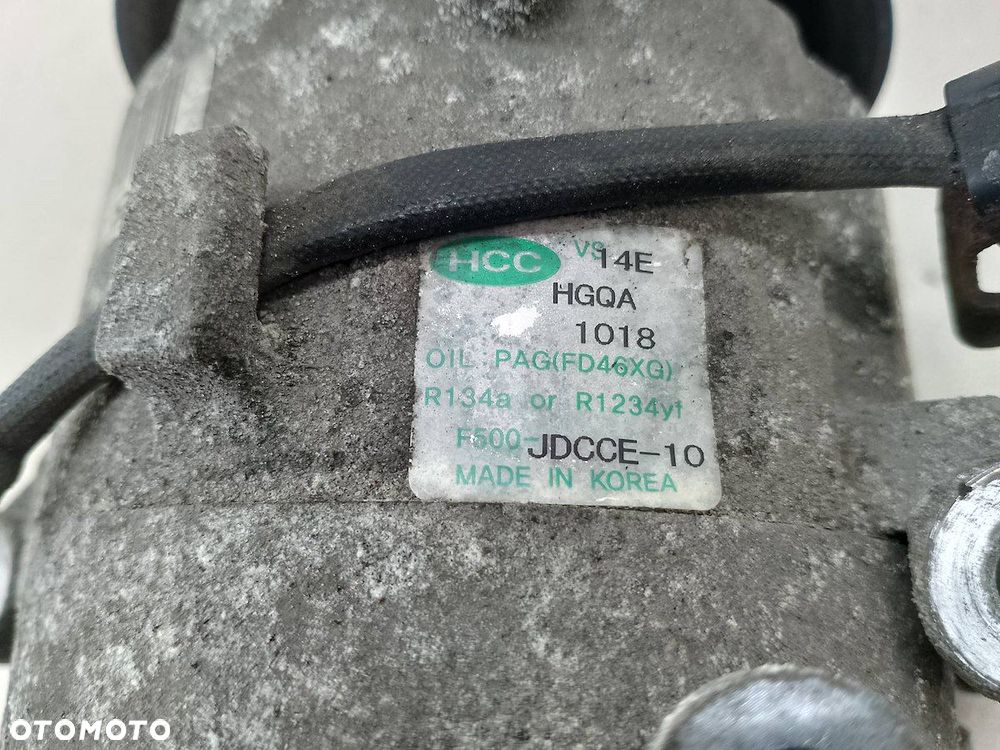 HCC VS14E
HGQA
1018
OIL PAG(FD46XG)
R134a or R1234yf
F500-JDCCE-10
MADE IN KOREA
OTOMOTO